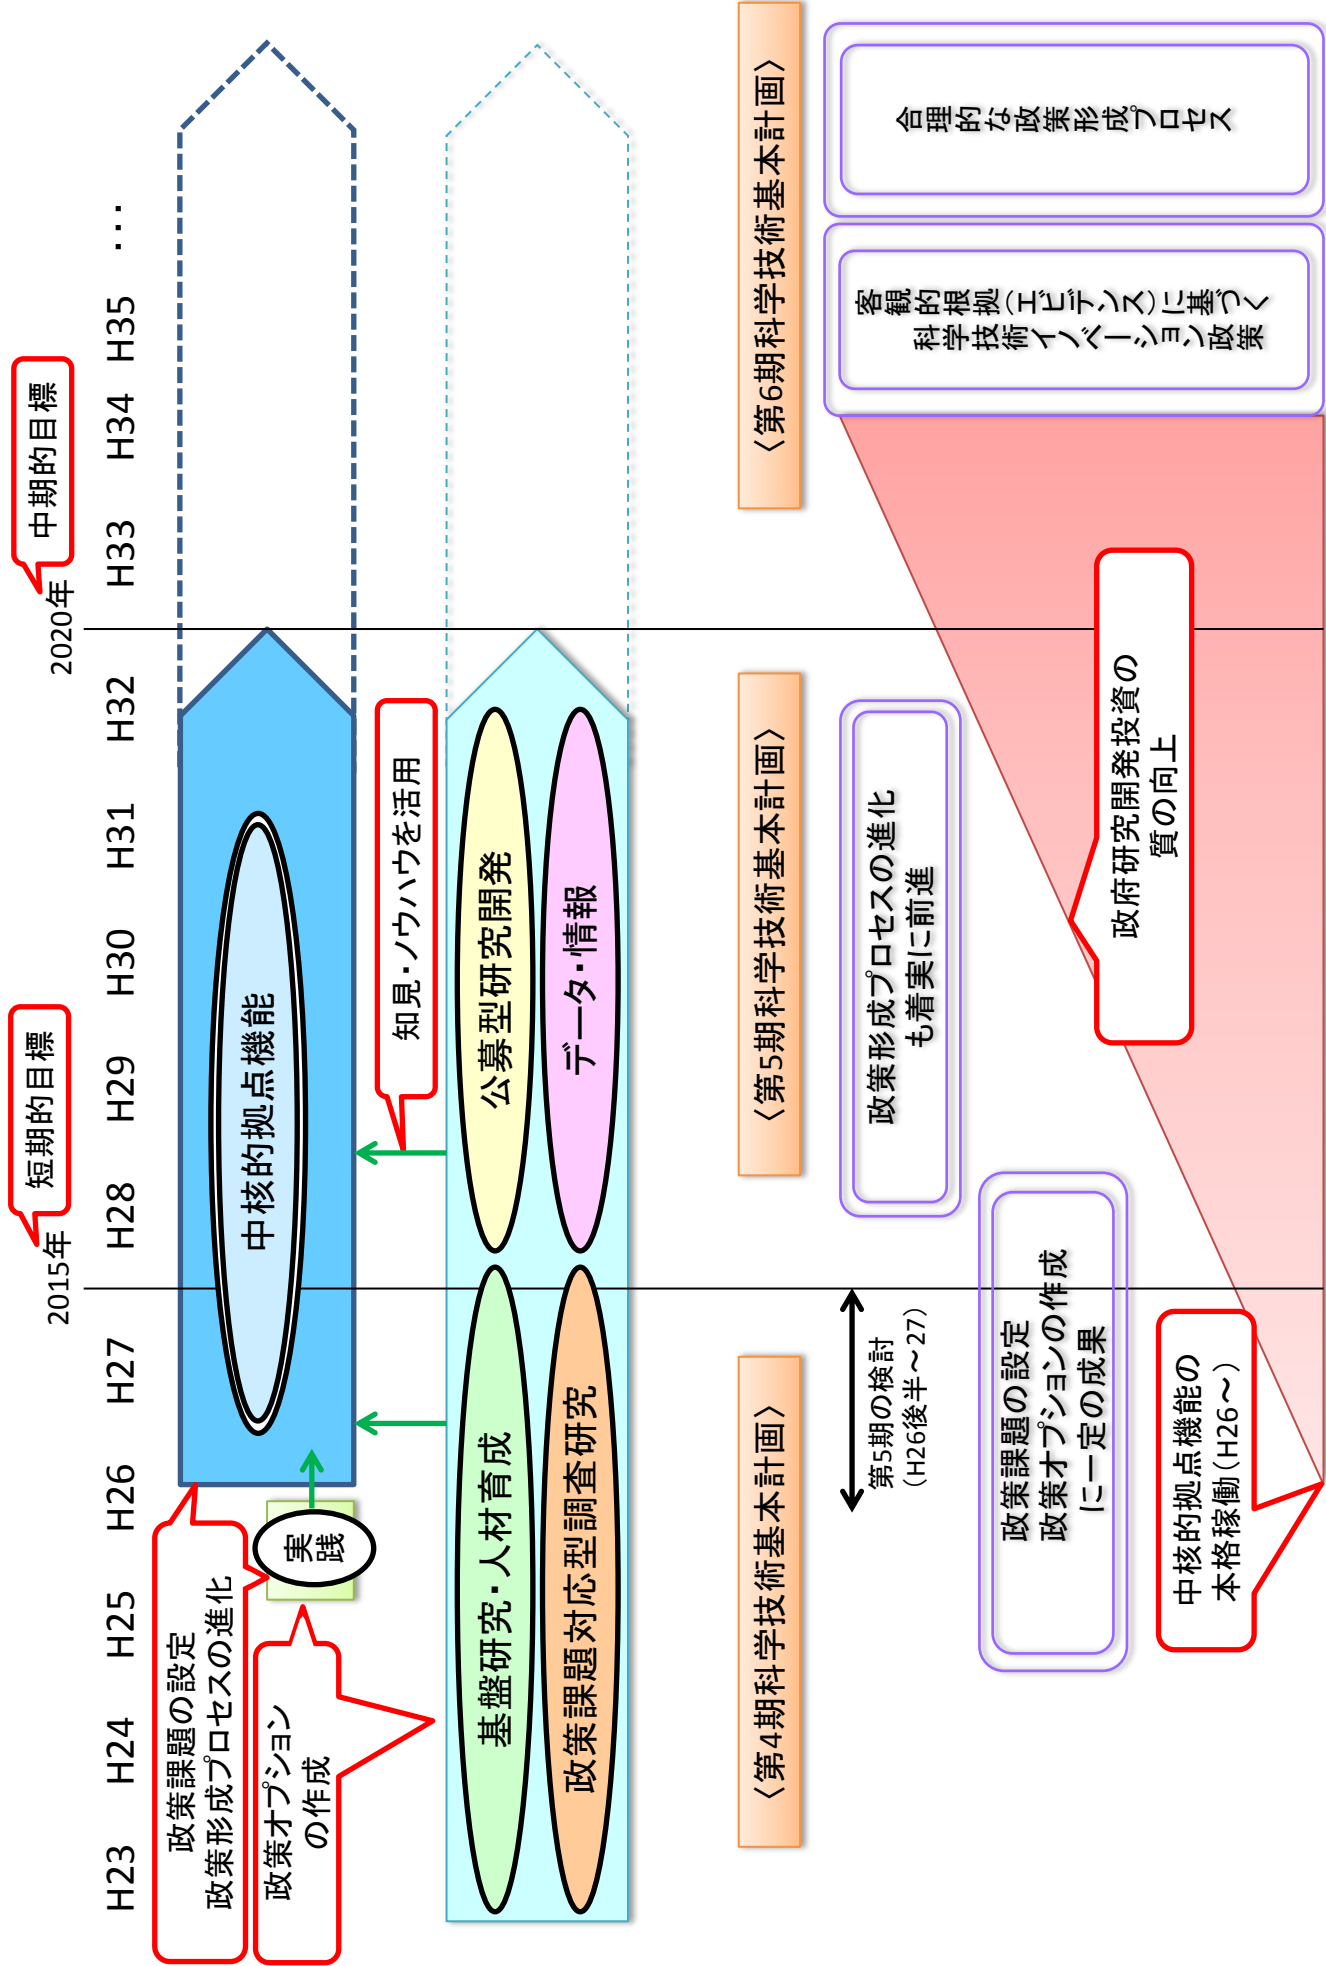 短期的目標
中期的目標
2015年
2020年
H23
H24
H25
H26
H27
H28
H29
H30
H31
H32
H33
H34
H35
・・・
政策課題の設定
政策形成プロセスの進化
政策オプション
の作成
実践
中核的拠点機能
知見・ノウハウを活用
基盤研究・人材育成
公募型研究開発
政策課題対応型調査研究
データ・情報
〈第4期科学技術基本計画〉
〈第5期科学技術基本計画〉
〈第6期科学技術基本計画〉
第5期の検討
（H26後半～27）
政策形成プロセスの進化
も着実に前進
政策課題の設定
政策オプションの作成
に一定の成果
中核的拠点機能の
本格稼働（H26～）
政府研究開発投資の
質の向上
客観的根拠（エビデンス）に基づく
科学技術イノベーション政策
合理的な政策形成プロセス